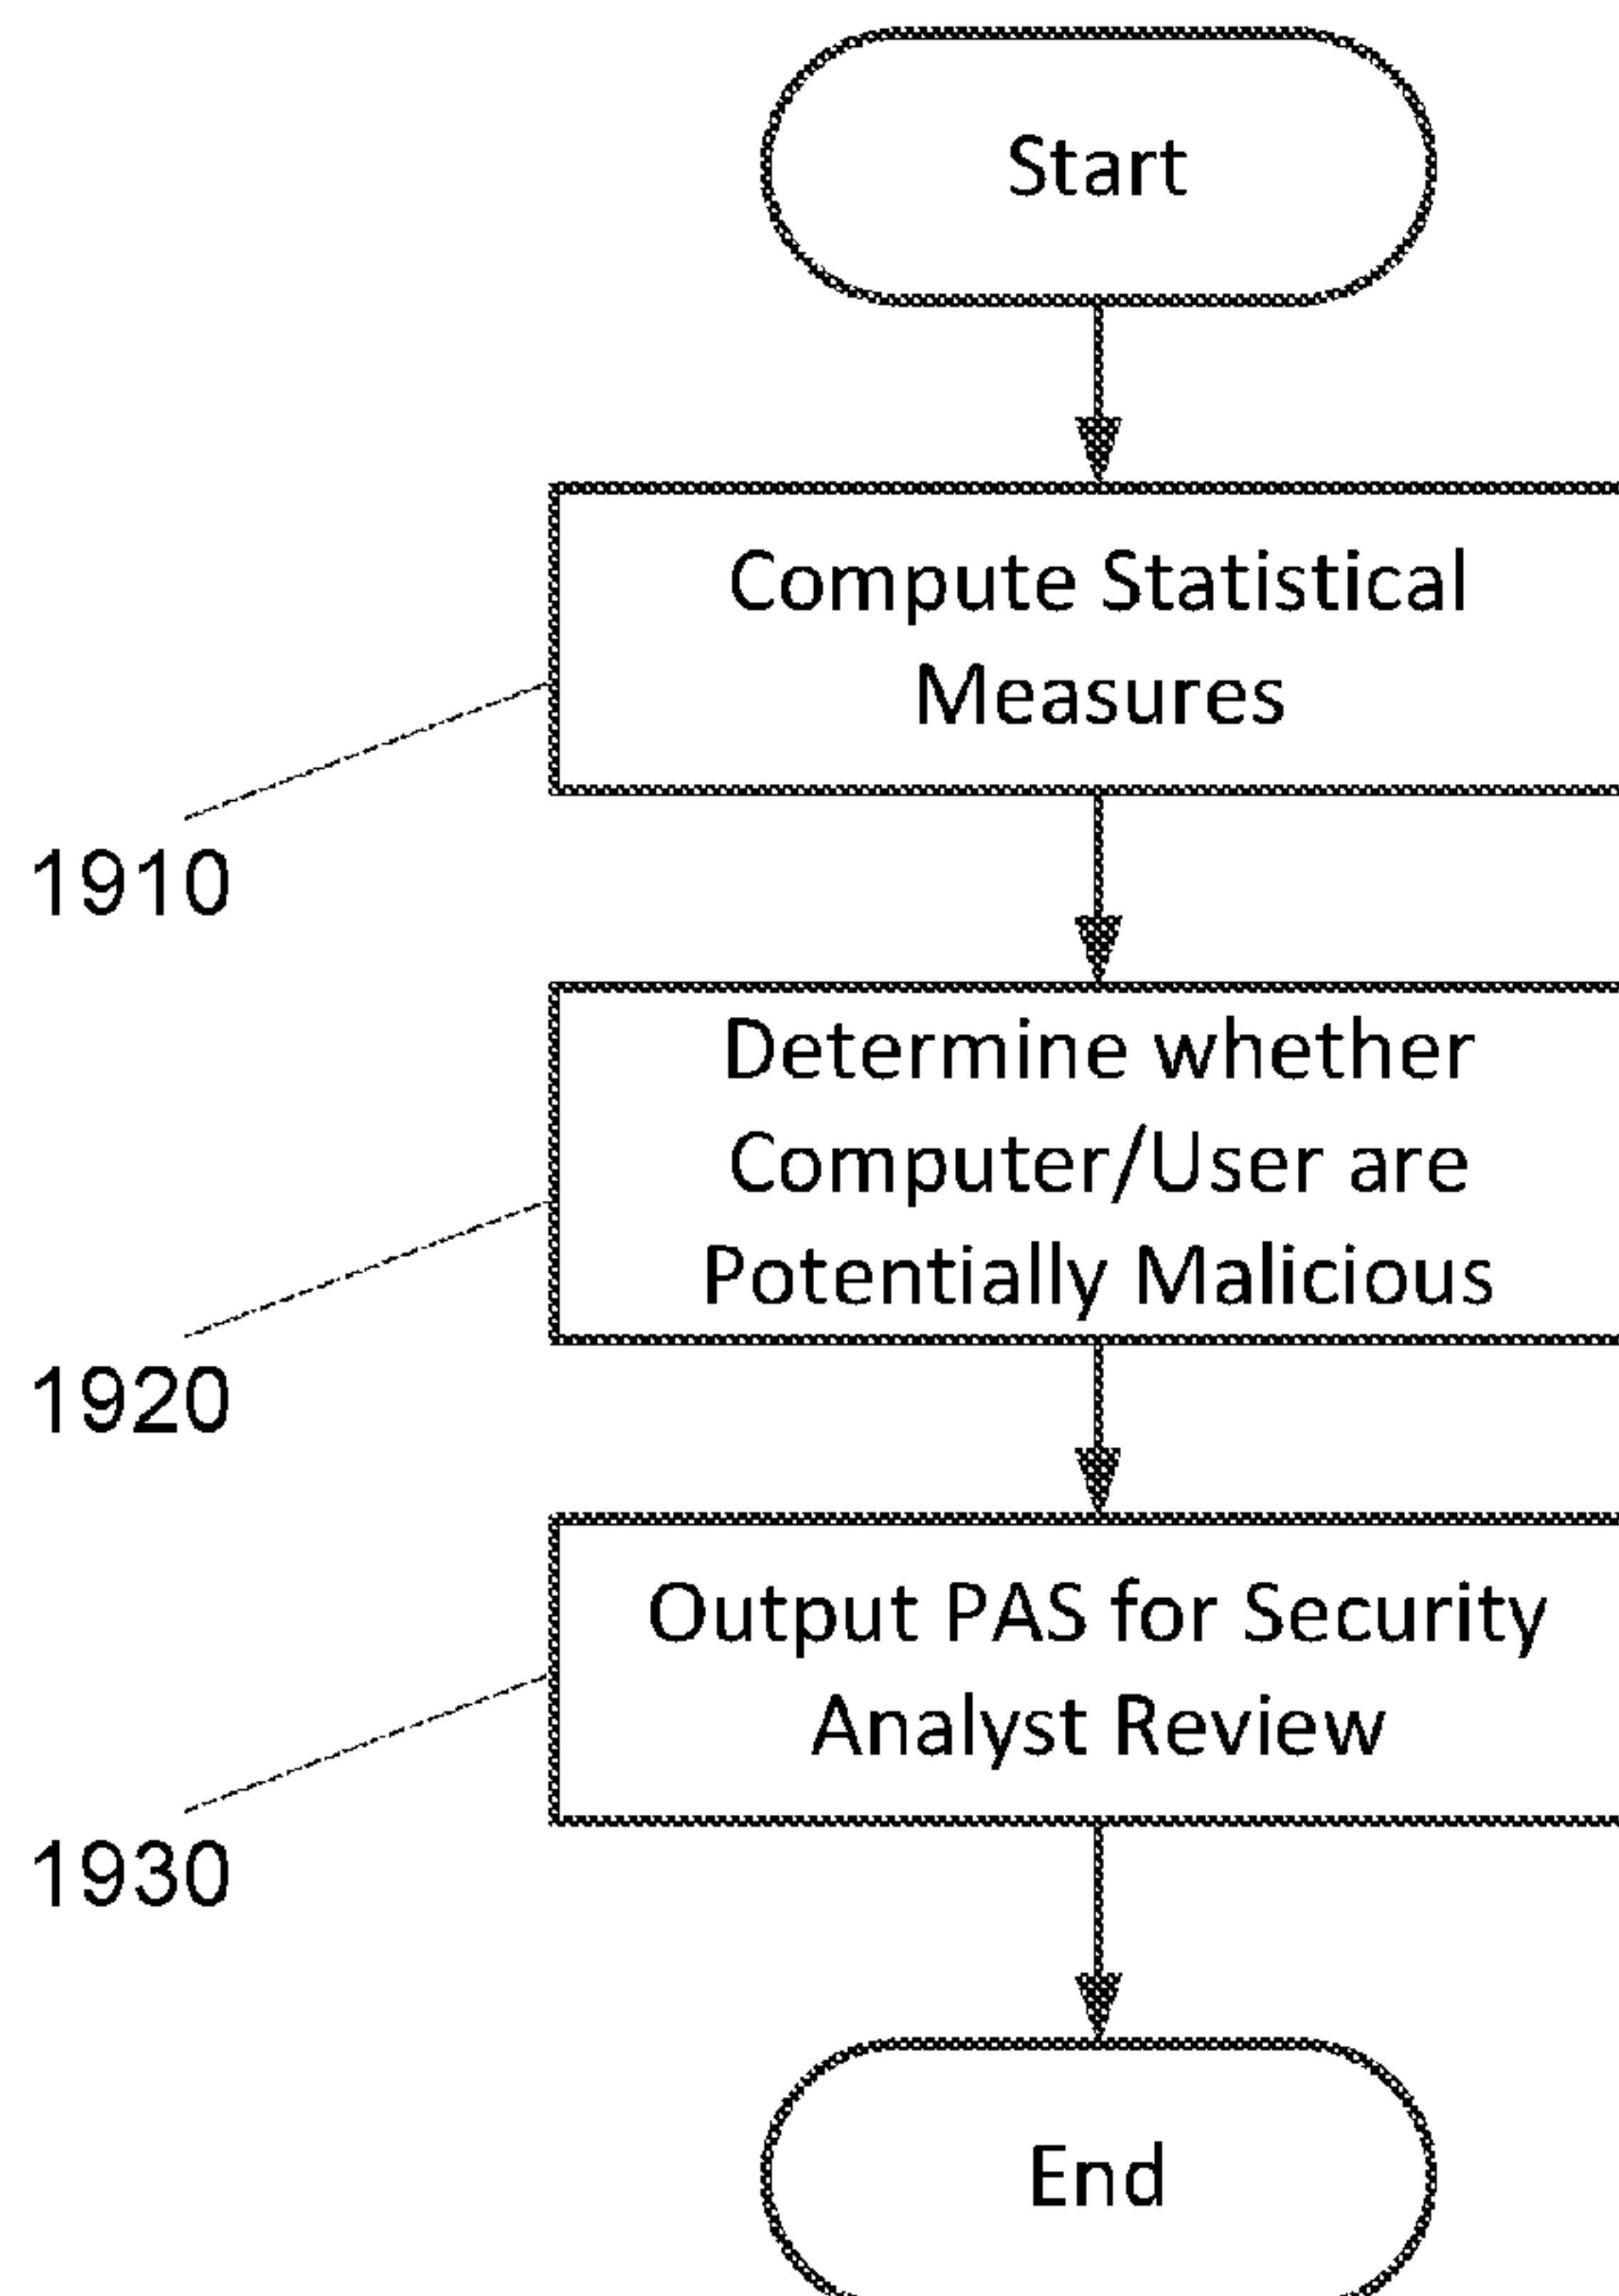 Start
Compute Statistical
Measures
1910
Determine whether
Computer/User are
Potentially Malicious
1920
Output PAS for Security
Analyst Review
1930
End